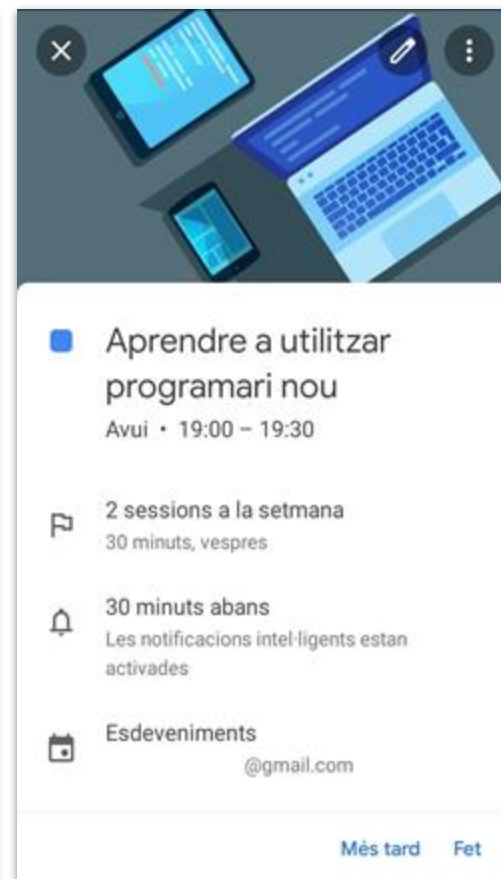 Aprendre a utilitzar
programari nou
Avui • 19:00 – 19:30
2 sessions a la setmana
30 minuts, vespres
30 minuts abans
Les notificacions intel·ligents estan
activades
Esdeveniments
@gmail.com
Més tard Fet